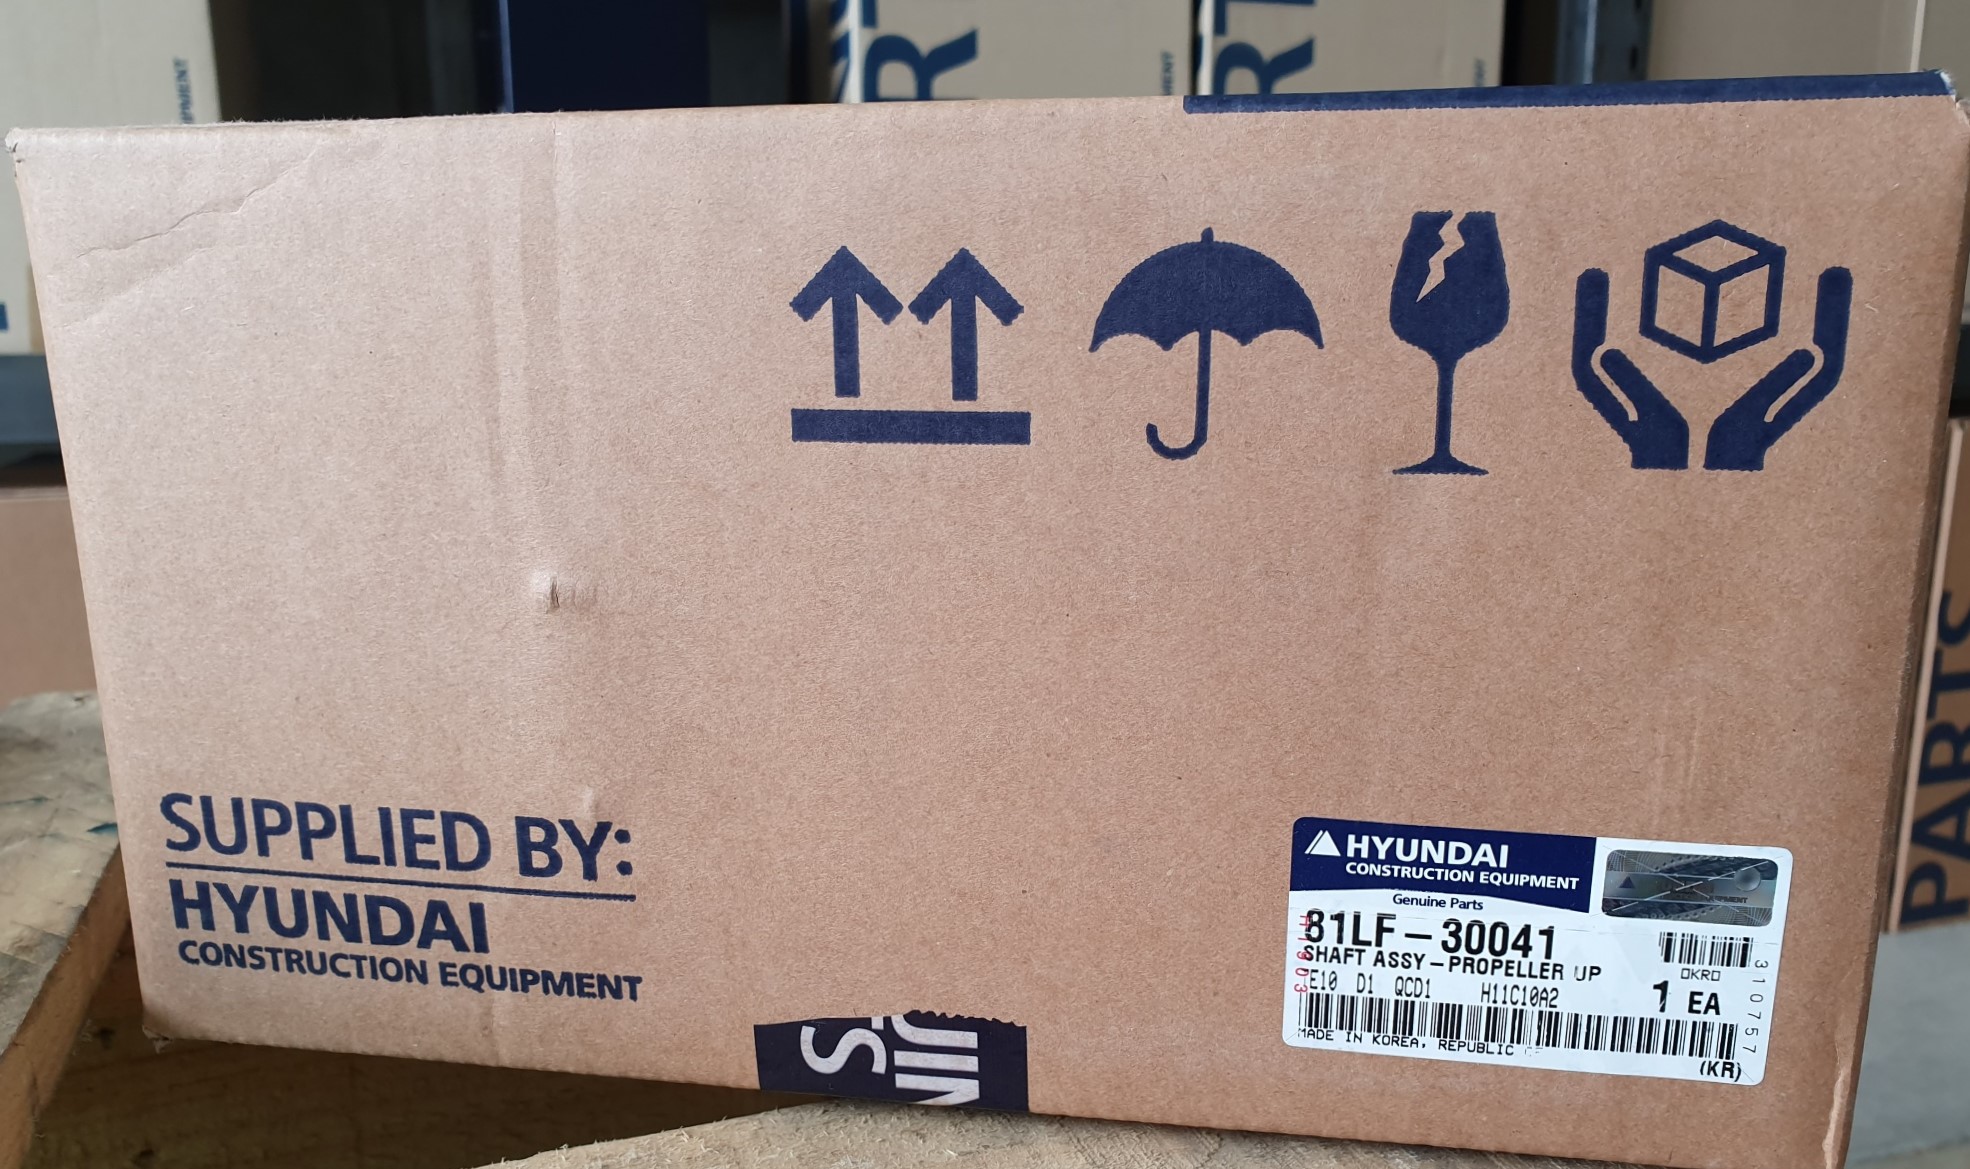 SUPPLIED BY:
HYUNDAI
CONSTRUCTION EQUIPMENT
HYUNDAI
CONSTRUCTION EQUIPMENT
Genuine Parts
81LF-30041
SHAFT ASSY-PROPELLER UP
E10 D1 QCD1 H11C10A2
1 EA
MADE IN KOREA, REPUBLIC
(KR)
310757
PARTS